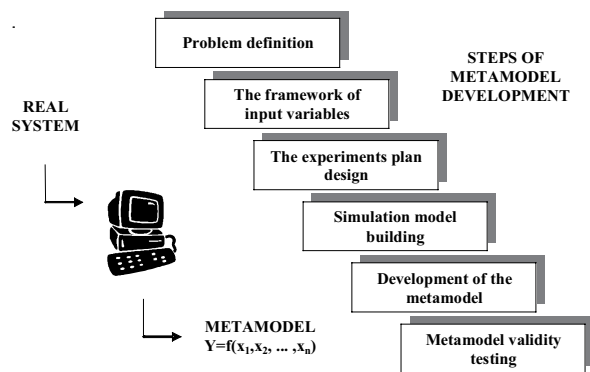 Problem definition
STEPS OF
METAMODEL
DEVELOPMENT
The framework of
input variables
REAL
SYSTEM
The experiments plan
design
Simulation model
building
Development of the
metamodel
METAMODEL
Y=f(x₁,x₂, ... ,xₙ)
Metamodel validity
testing